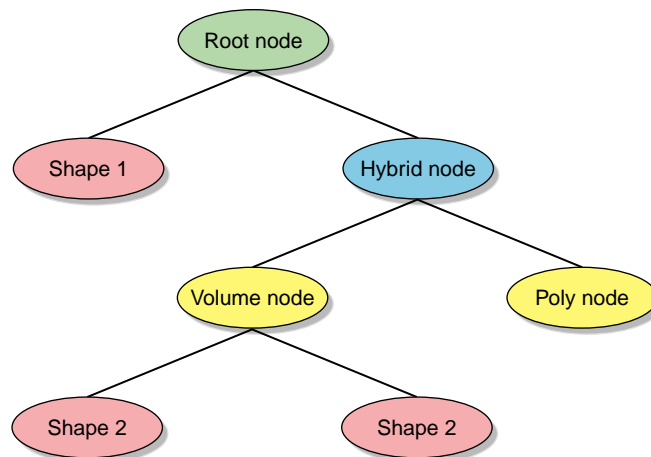 Root node
Shape 1
Hybrid node
Volume node
Poly node
Shape 2
Shape 2